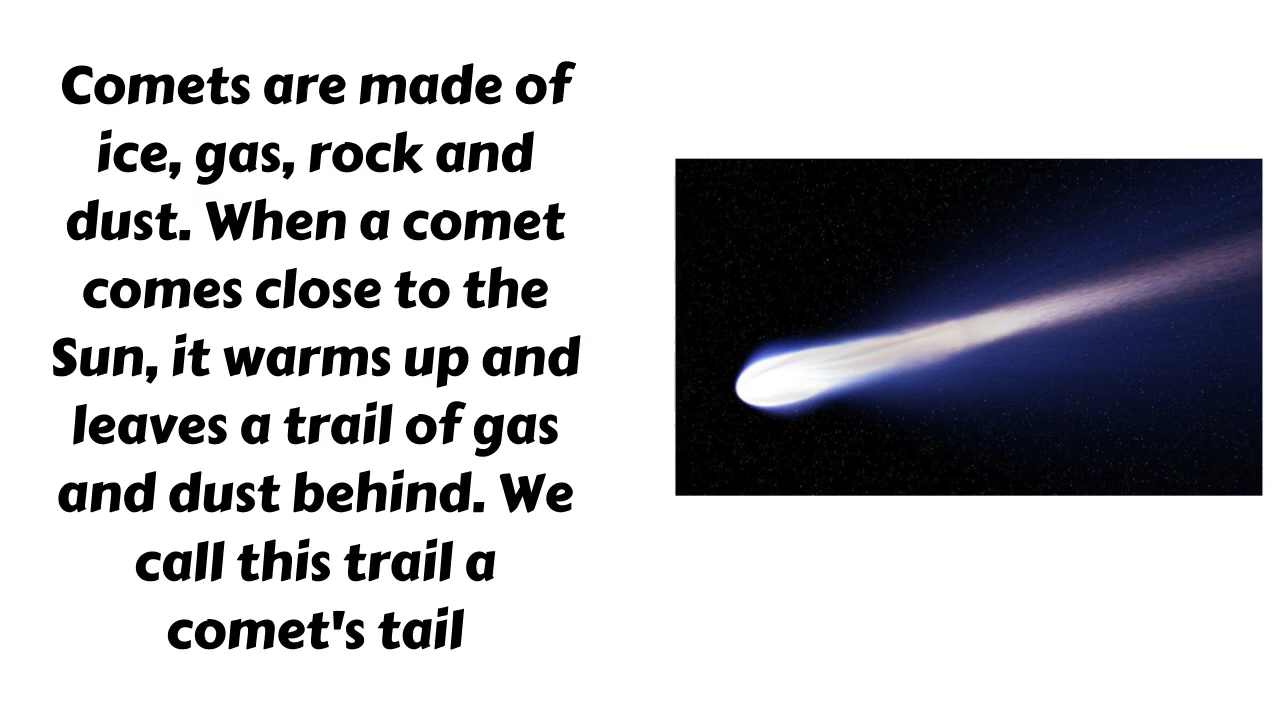 Comets are made of
ice, gas, rock and
dust. When a comet
comes close to the
Sun, it warms up and
leaves a trail of gas
and dust behind. We
call this trail a
comet's tail